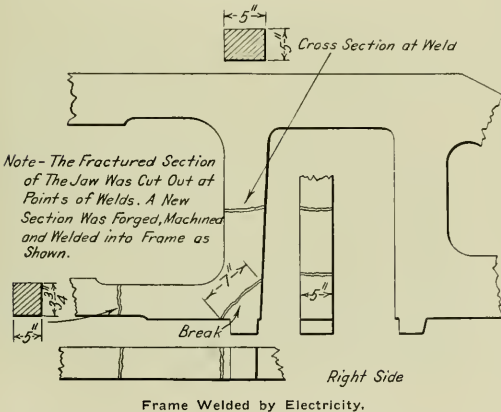 5"
5"
Cross Section at Weld
Note - The Fractured Section
of The Jaw Was Cut Out at
Points of Welds. A New
Section Was Forged, Machined
and Welded into Frame as
Shown.
7"
3 3/4"
5"
5"
Break
Right Side
Frame Welded by Electricity.